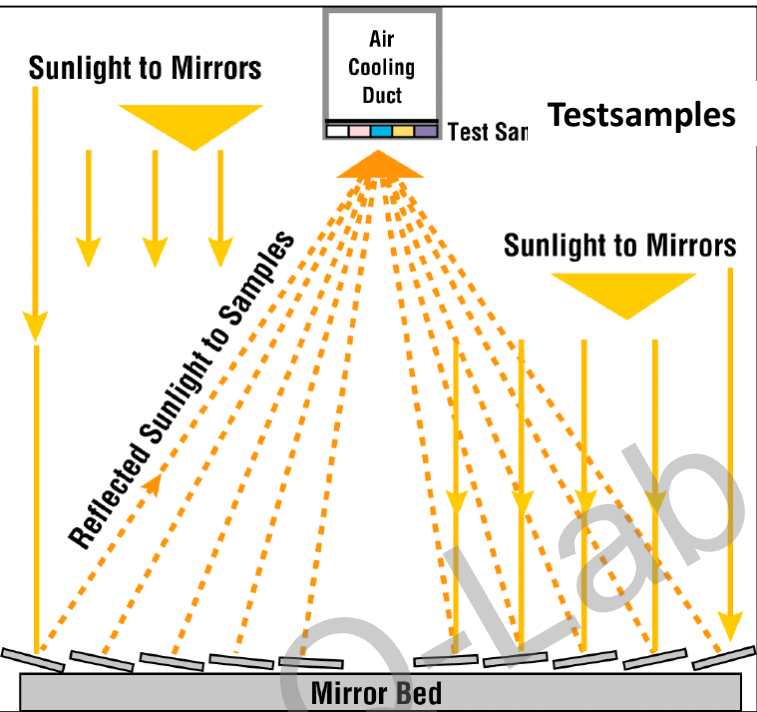 Air
Cooling
Duct
Sunlight to Mirrors
Test San
Testsamples
Sunlight to Mirrors
Reflected Sunlight to Samples
Q-Lab
Mirror Bed